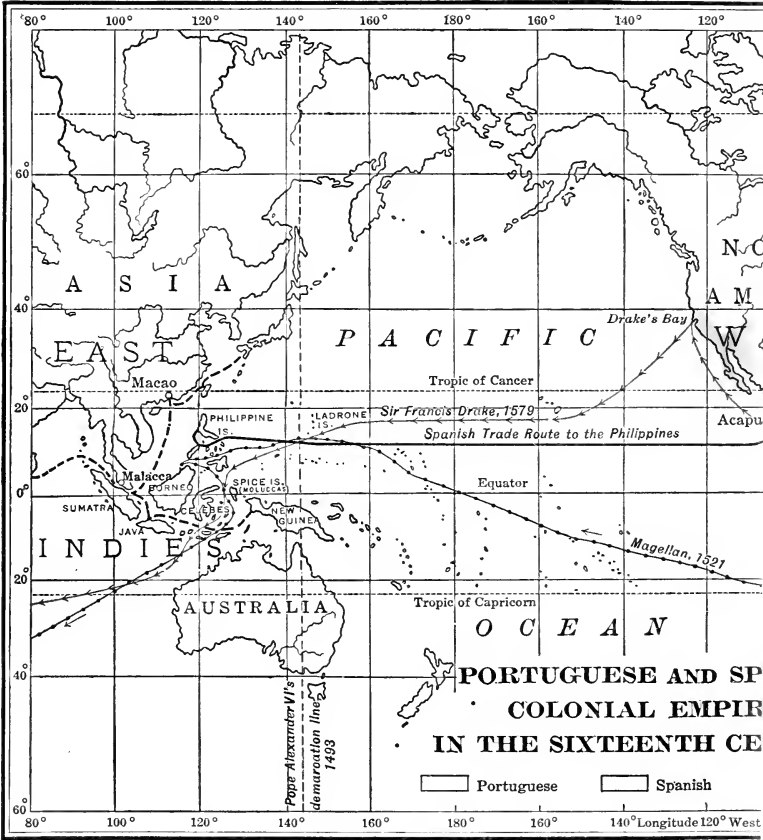 80° 100° 120° 140° 160° 180° 160° 140° 120°
60°
N
A S I A
40°
A M
PACIFIC
Drake's Bay
EAST
W
Macao
Tropic of Cancer
20
PHILIPPINE
IS.
LADRONE
IS.
Sir Francis Drake, 1579
Acapu
Spanish Trade Route to the Philippines
Malacca
BORNEO
SPICE IS.
(MOLUCCAS)
Equator
0°
SUMATRA
CELEBES
NEW
GUINEA
JAVA
INDIES
Magellan, 1521
20
AUSTRALIA
Tropic of Capricorn
OCEAN
40
Pope Alexander VI's
demarcation line
1493
PORTUGUESE AND SP
COLONIAL EMPIR
IN THE SIXTEENTH CE
Portuguese Spanish
60
80° 100° 120° 140° 160° 180° 160° 140° Longitude 120° West